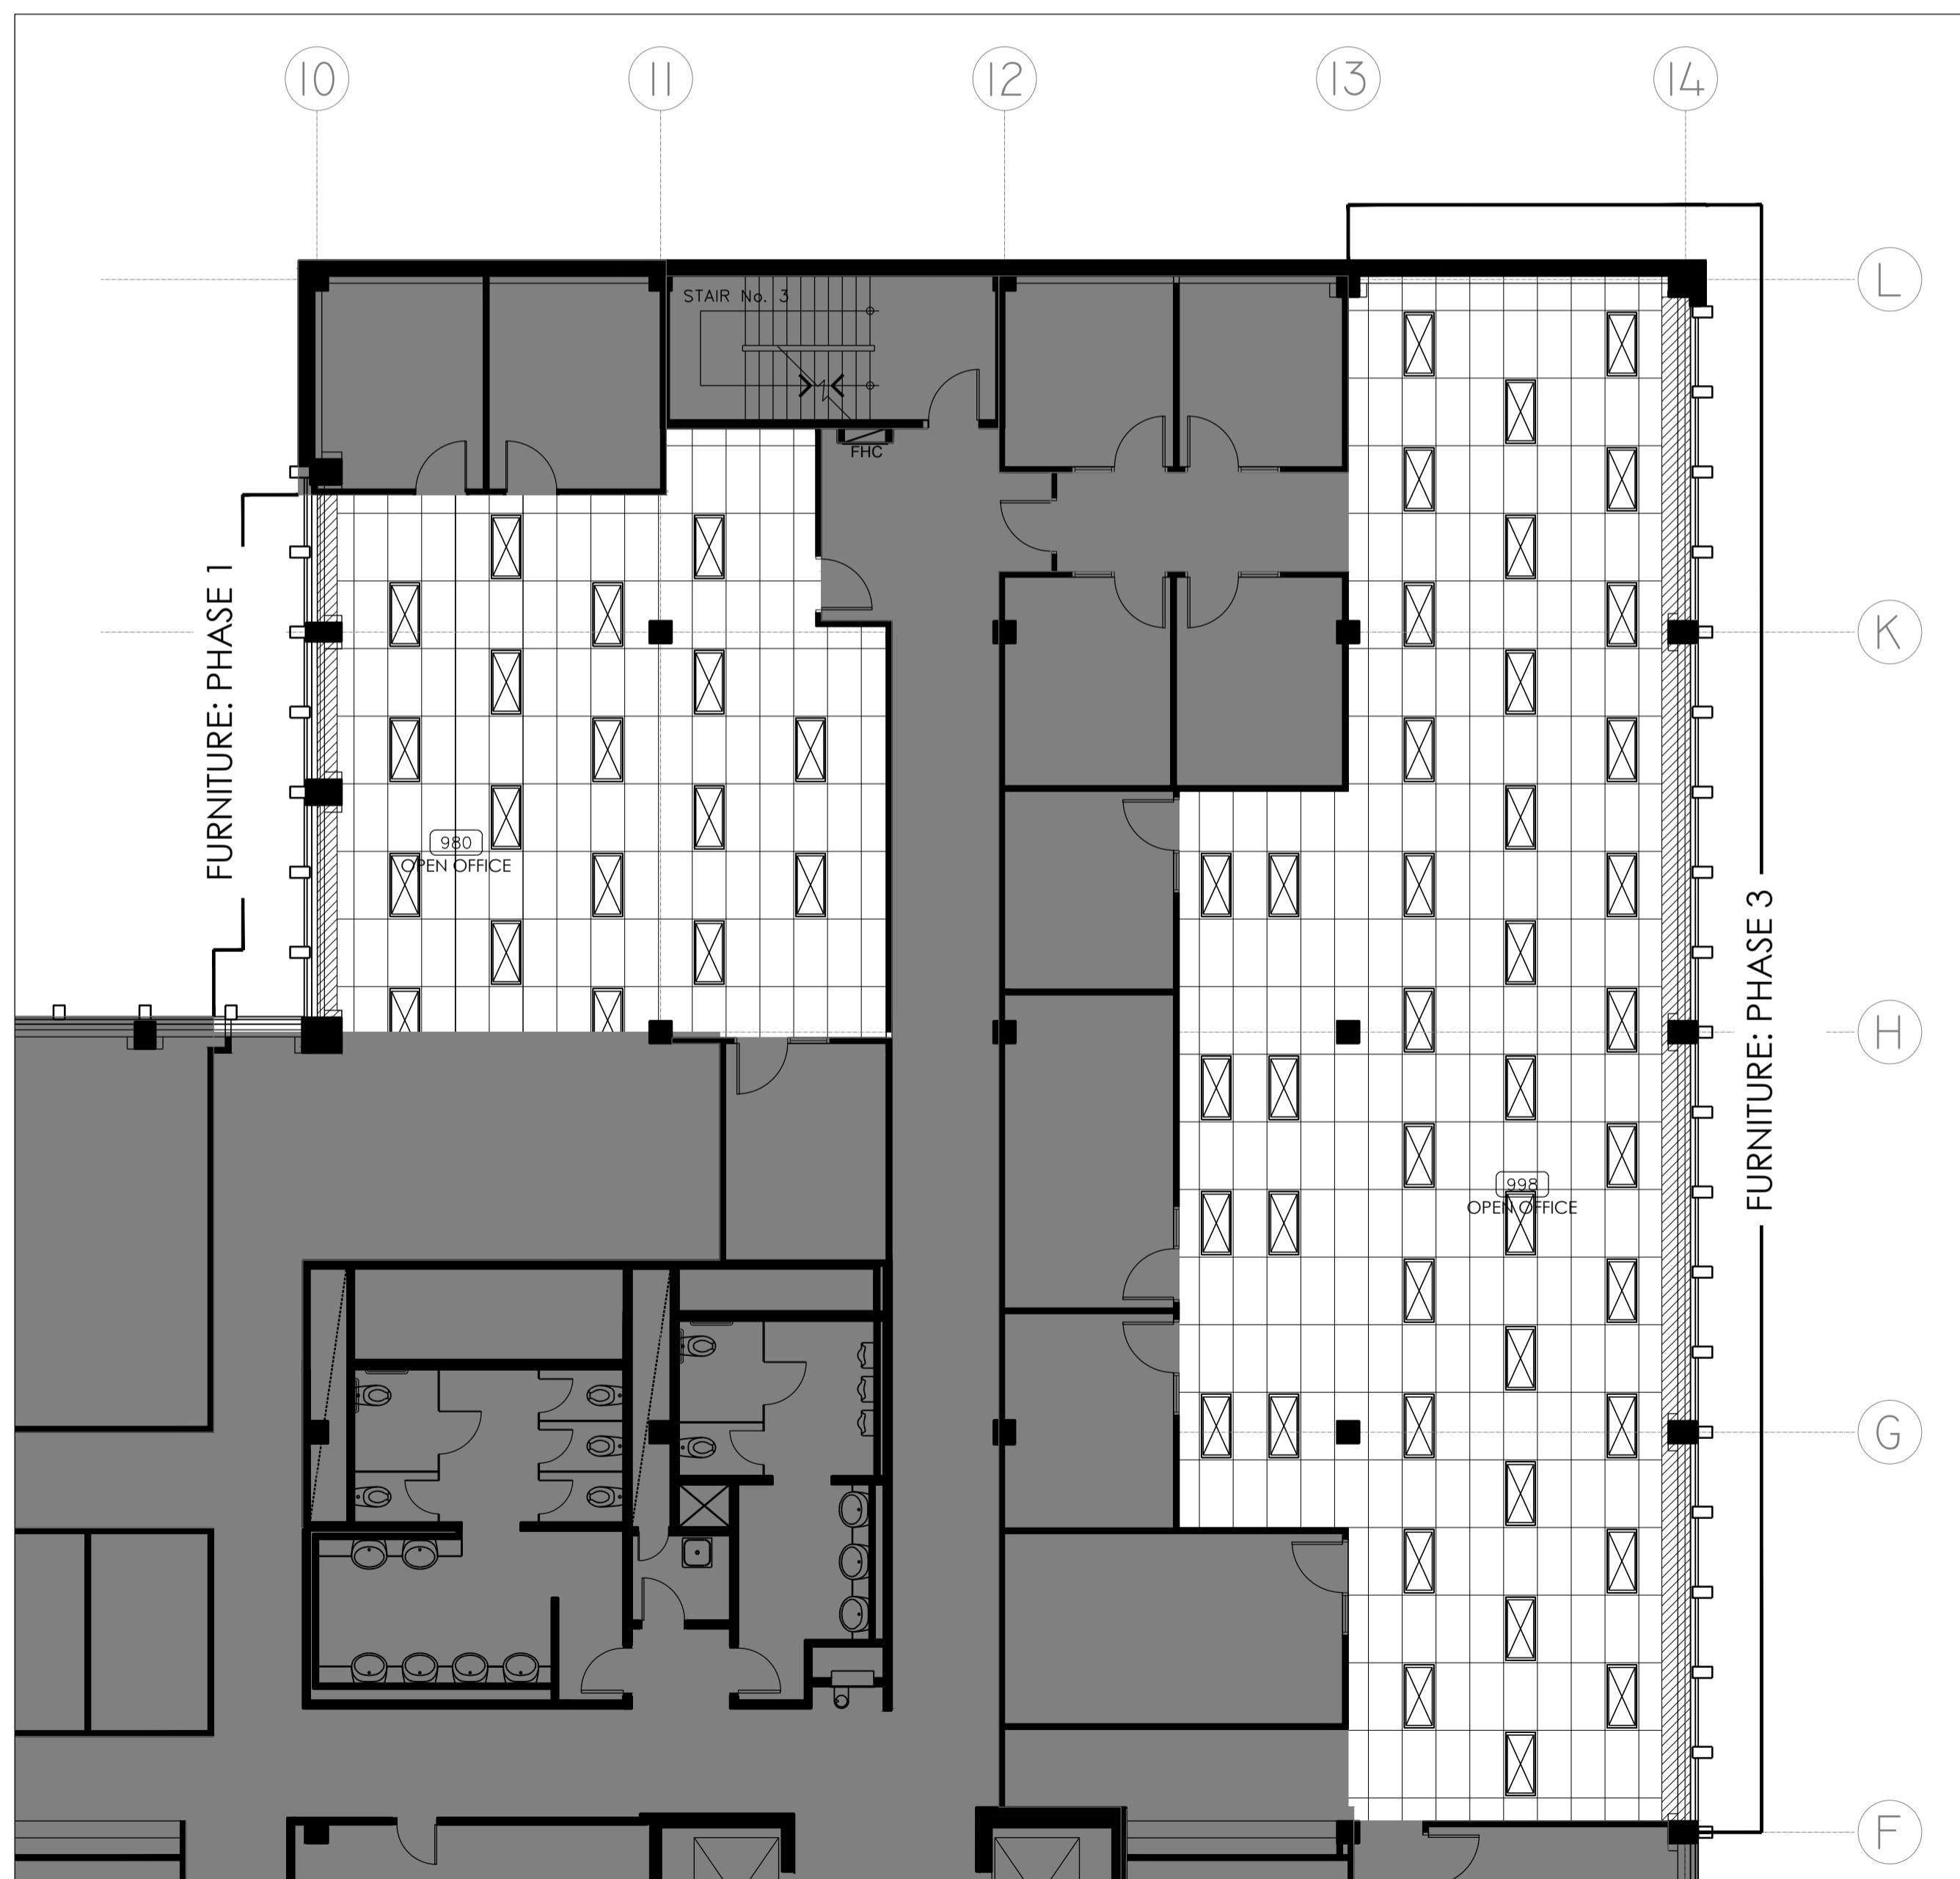 10
11
12
13
14
L
STAIR No. 3
FHC
K
FURNITURE: PHASE 1
980
OPEN OFFICE
FURNITURE: PHASE 3
H
998
OPEN OFFICE
G
F